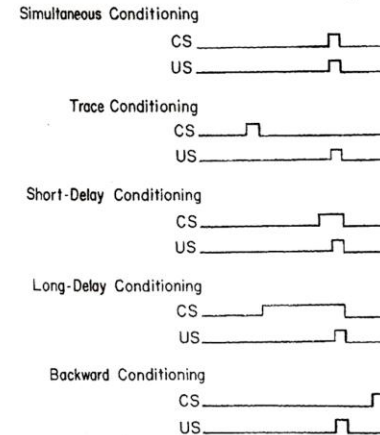 Simultaneous Conditioning
CS
US
Trace Conditioning
CS
US
Short-Delay Conditioning
CS
US
Long-Delay Conditioning
CS
US
Backward Conditioning
CS
US